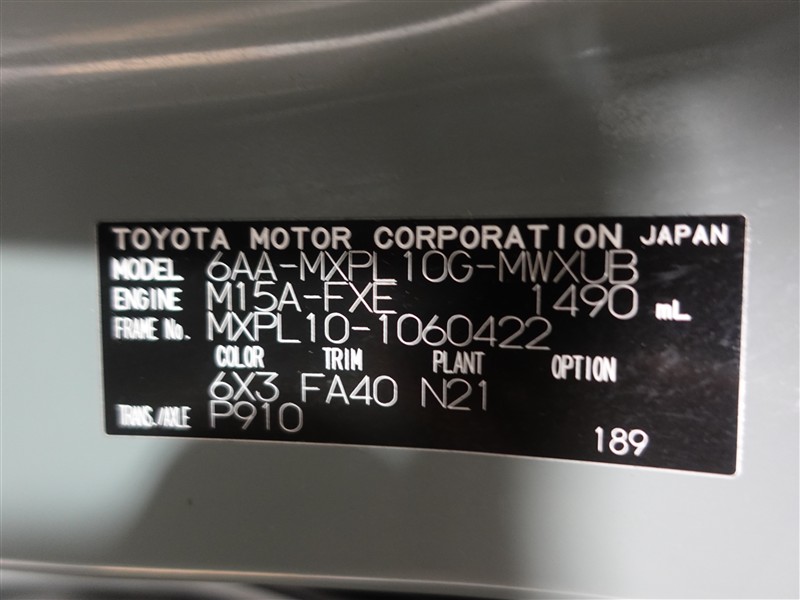 TOYOTA MOTOR CORPORATION JAPAN
MODEL 6AA-MXPL10G-MWXUB
ENGINE M15A-FXE 1490 mL
FRAME No. MXPL10-1060422
COLOR TRIM PLANT OPTION
6X3 FA40 N21
TRANS./AXLE P910
189